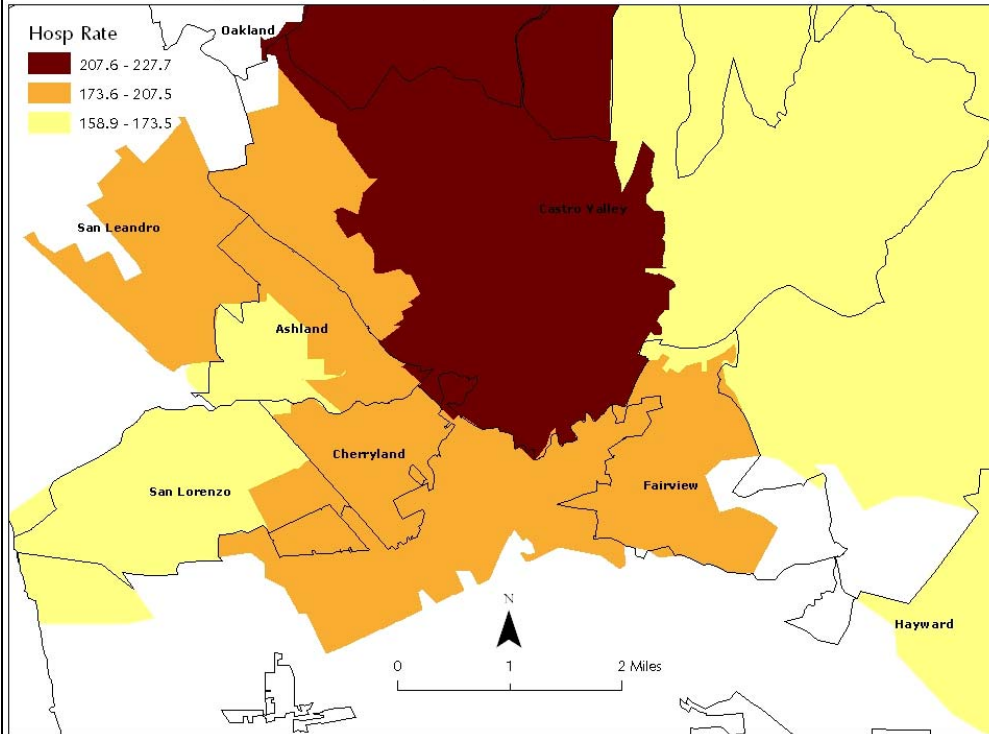 Oakland
Hosp Rate
207.6 - 227.7
173.6 - 207.5
158.9 - 173.5
Castro Valley
San Leandro
Ashland
Cherryland
San Lorenzo
Fairview
N
Hayward
0 1 2 Miles